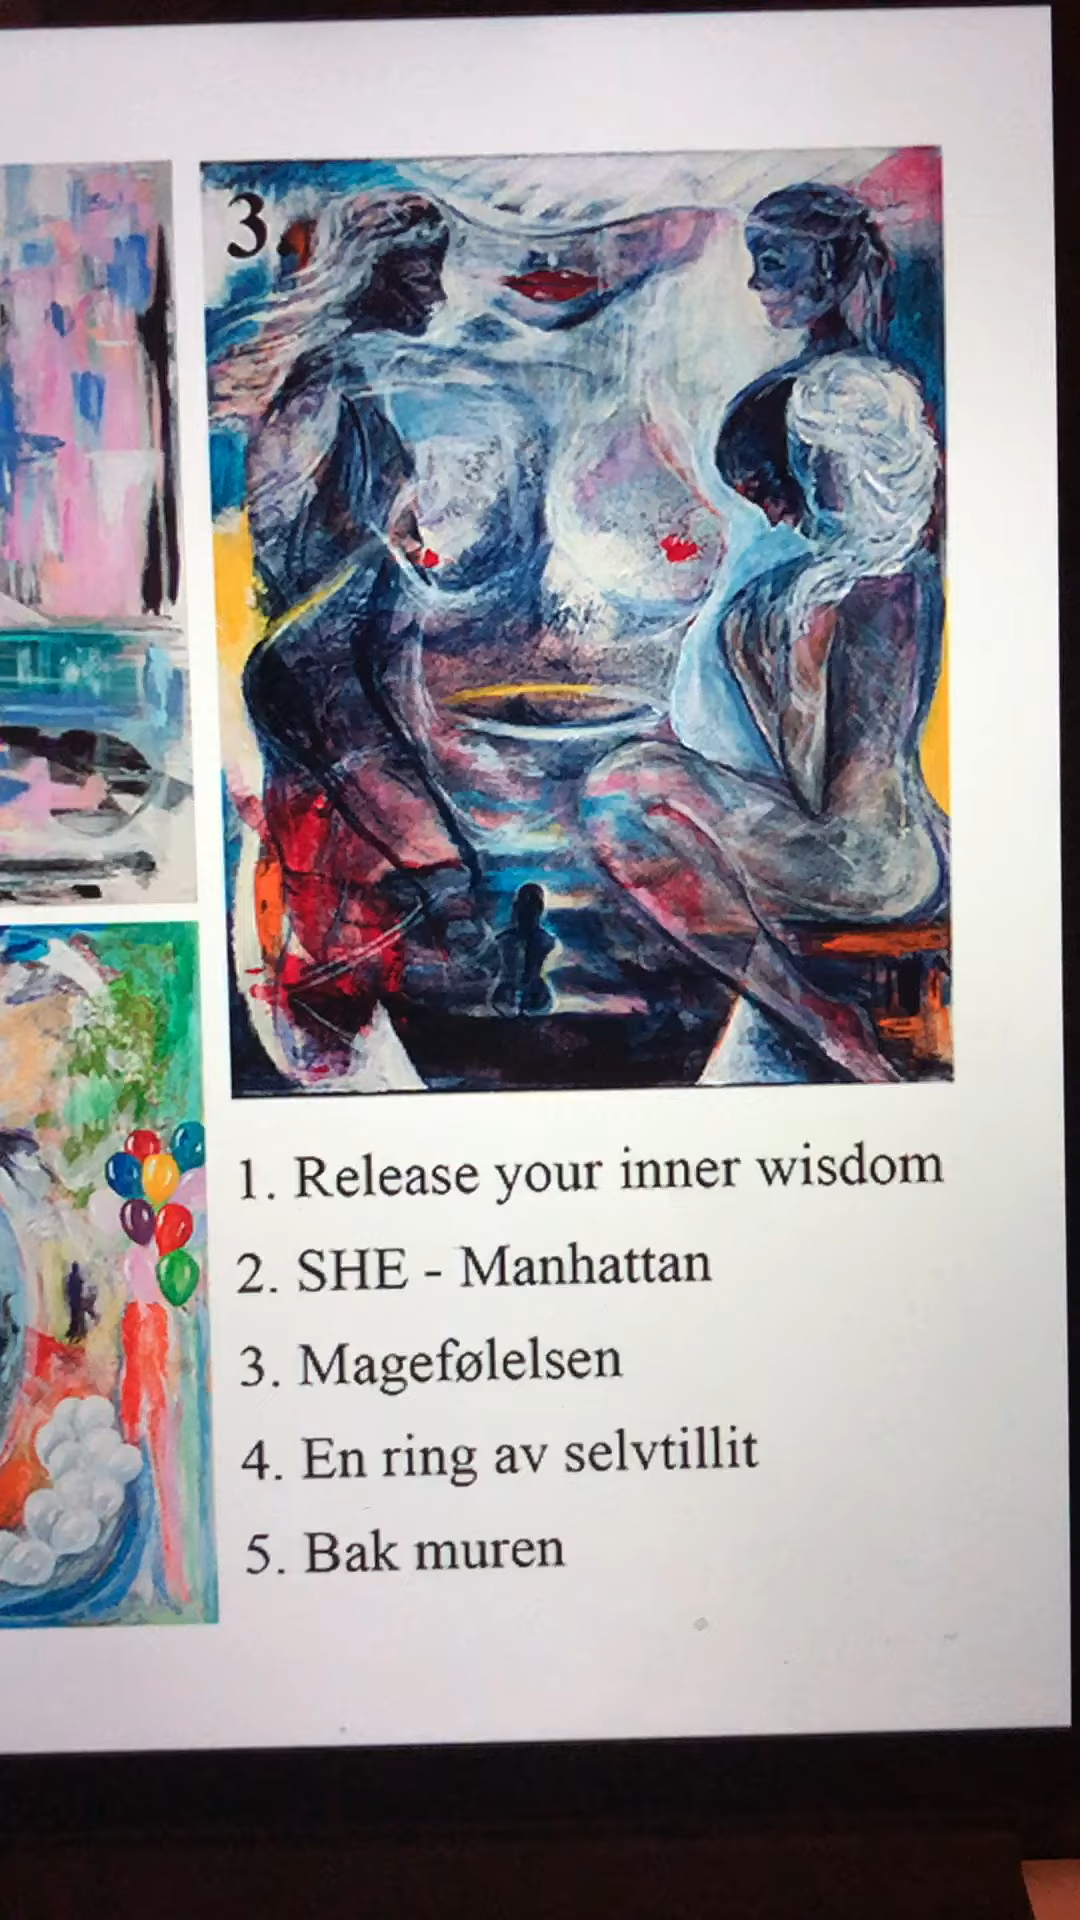 3.
1. Release your inner wisdom
2. SHE - Manhattan
3. Magefølelsen
4. En ring av selvtillit
5. Bak muren